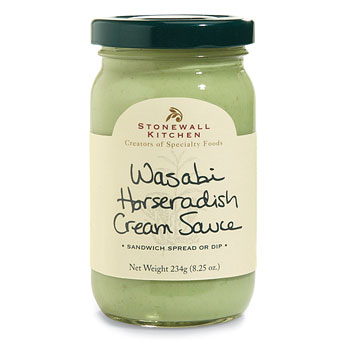 STONEWALL
KITCHEN
Creators of Specialty Foods
Wasabi
Horseradish
Cream Sauce
• SANDWICH SPREAD OR DIP •
Net Weight 234g (8.25 oz.)